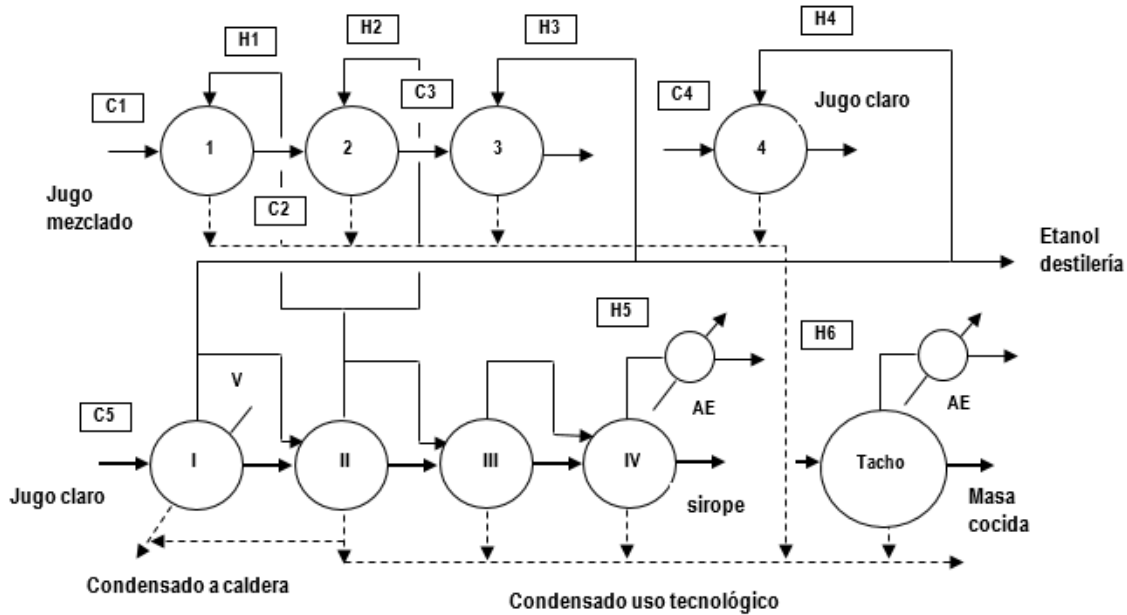 H1
H2
H3
H4
C1
C3
C4
Jugo claro
1
2
3
4
Jugo
mezclado
C2
Etanol
destilería
H5
H6
V
AE
AE
C5
I
II
III
IV
Tacho
Jugo claro
sirope
Masa
cocida
Condensado a caldera
Condensado uso tecnológico